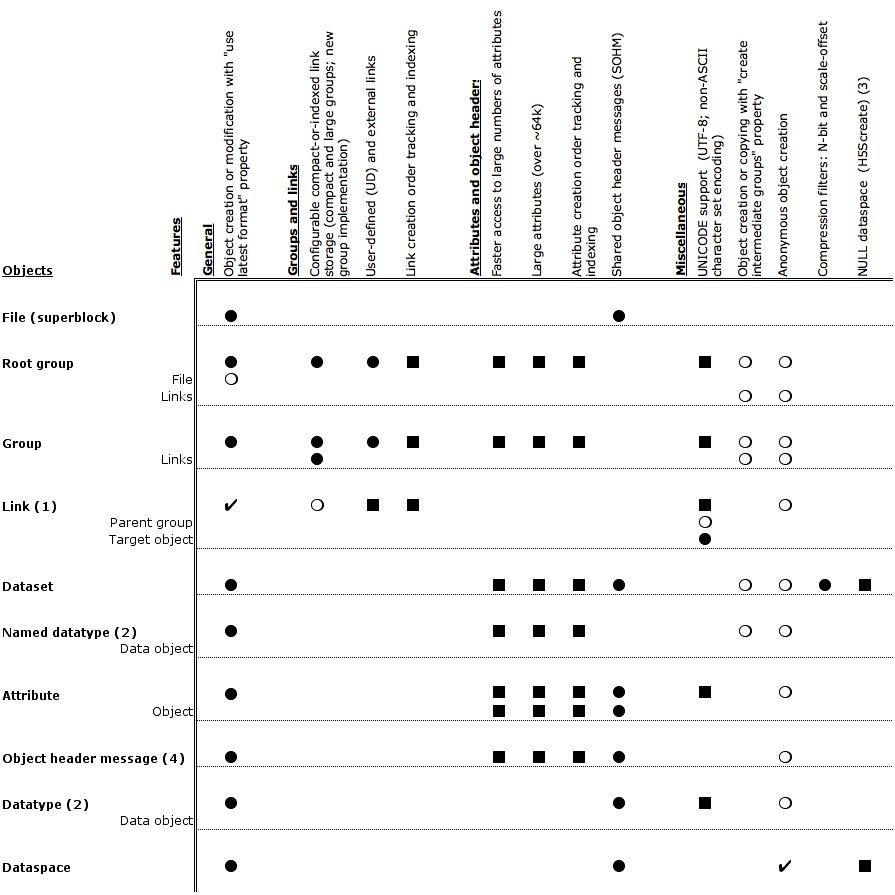 Features
General
Object creation or modification with "use
latest format" property
Groups and links
Configurable compact-or-indexed link
storage (compact and large groups; new
group implementation)
User-defined (UD) and external links
Link creation order tracking and indexing
Attributes and object headers
Faster access to large numbers of attributes
Large attributes (over ~64k)
Attribute creation order tracking and
indexing
Shared object header messages (SOHM)
Miscellaneous
UNICODE support (UTF-8; non-ASCII
character set encoding)
Object creation or copying with "create
intermediate groups" property
Anonymous object creation
Compression filters: N-bit and scale-offset
NULL dataspace (H5Screate) (3)
Objects
File (superblock)
Root group
File
Links
Group
Links
Link (1)
Parent group
Target object
Dataset
Named datatype (2)
Data object
Attribute
Object
Object header message (4)
Datatype (2)
Data object
Dataspace